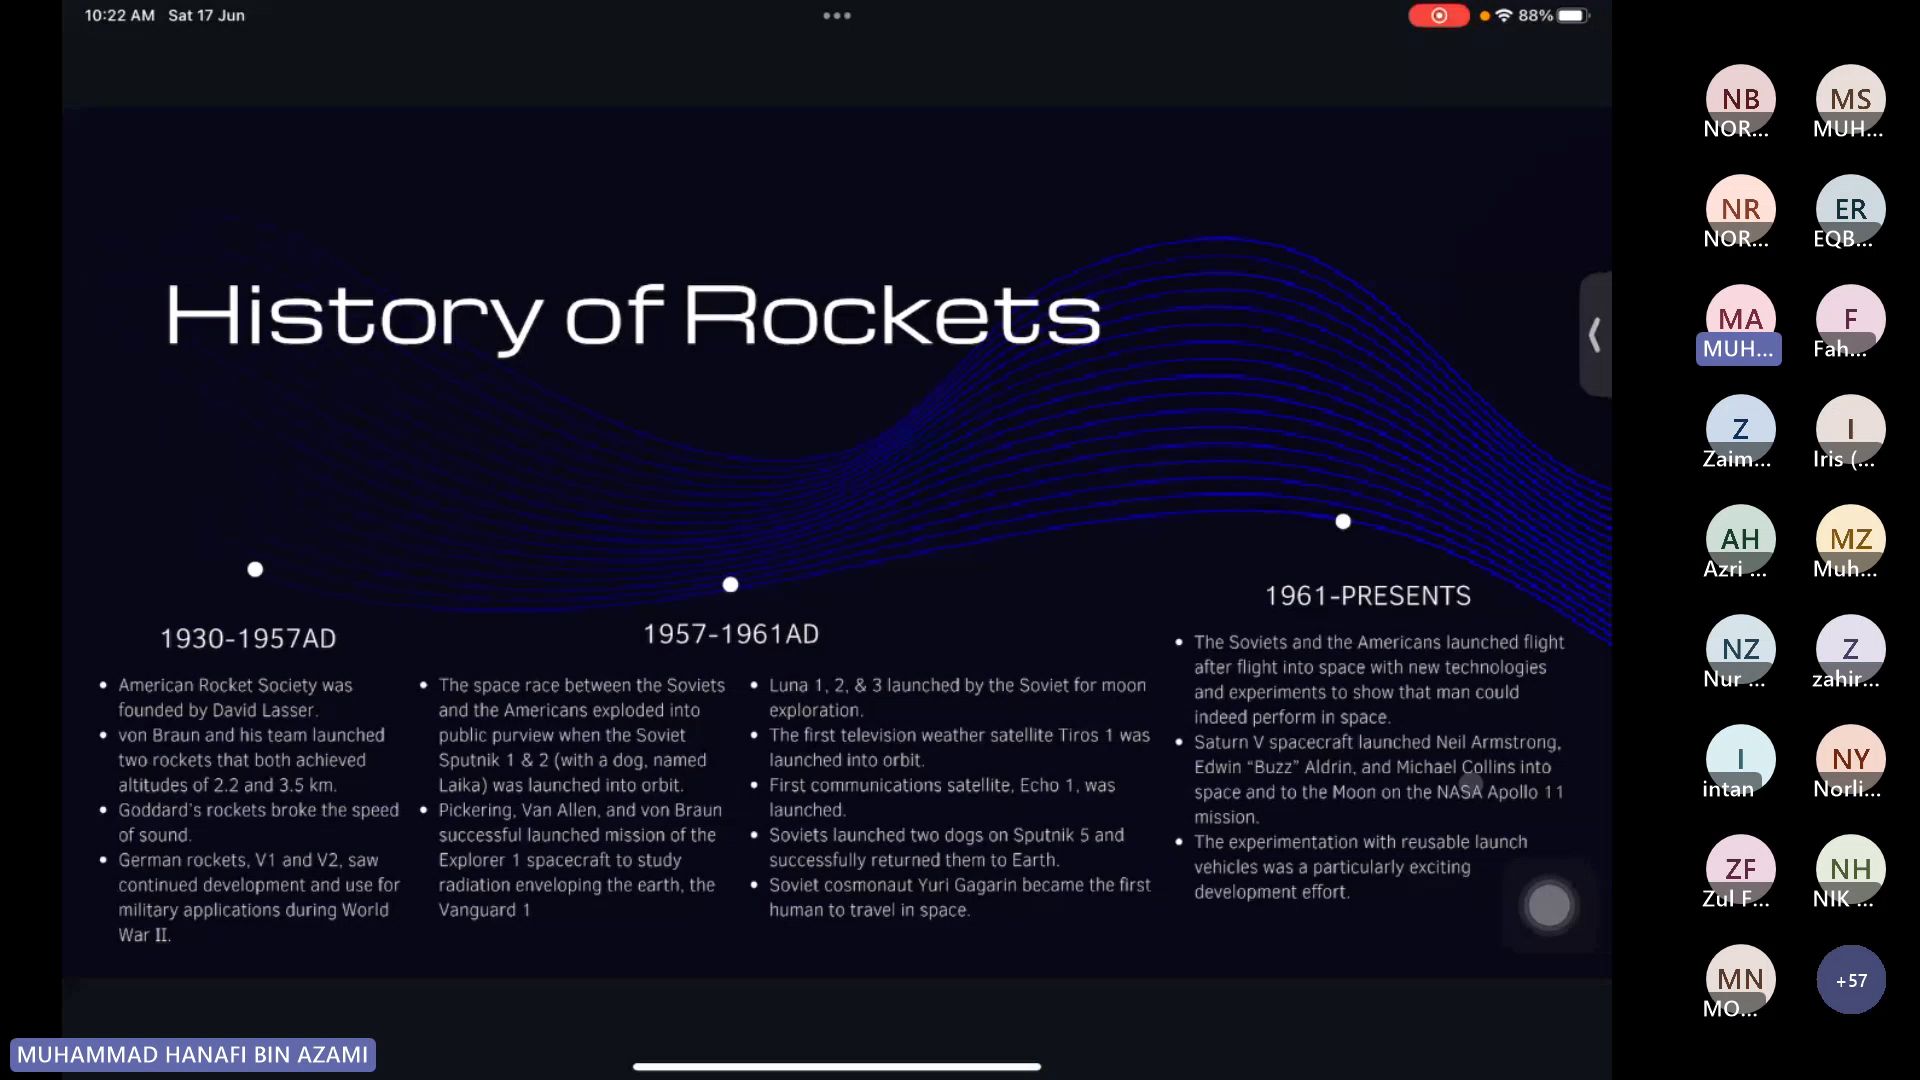 10:22 AM Sat 17 Jun
88%
History of Rockets
1930-1957AD
American Rocket Society was
founded by David Lasser.
von Braun and his team launched
two rockets that both achieved
altitudes of 2.2 and 3.5 km.
Goddard's rockets broke the speed
of sound.
German rockets, V1 and V2, saw
continued development and use for
military applications during World
War II.
1957-1961AD
The space race between the Soviets
and the Americans exploded into
public purview when the Soviet
Sputnik 1 & 2 (with a dog, named
Laika) was launched into orbit.
Pickering, Van Allen, and von Braun
successful launched mission of the
Explorer 1 spacecraft to study
radiation enveloping the earth, the
Vanguard 1
Luna 1, 2, & 3 launched by the Soviet for moon
exploration.
The first television weather satellite Tiros 1 was
launched into orbit.
First communications satellite, Echo 1, was
launched.
Soviets launched two dogs on Sputnik 5 and
successfully returned them to Earth.
Soviet cosmonaut Yuri Gagarin became the first
human to travel in space.
1961-PRESENTS
The Soviets and the Americans launched flight
after flight into space with new technologies
and experiments to show that man could
indeed perform in space.
Saturn V spacecraft launched Neil Armstrong,
Edwin “Buzz” Aldrin, and Michael Collins into
space and to the Moon on the NASA Apollo 11
mission.
The experimentation with reusable launch
vehicles was a particularly exciting
development effort.
NB MS
NOR... MUH...
NR ER
NOR... EQB...
MA F
MUH... Fah...
Z I
Zaim... Iris (...
AH MZ
Azri ... Muh...
NZ Z
Nur ... zahir...
I NY
intan Norli...
ZF NH
Zul F... NIK ...
MN +57
MO...
MUHAMMAD HANAFI BIN AZAMI